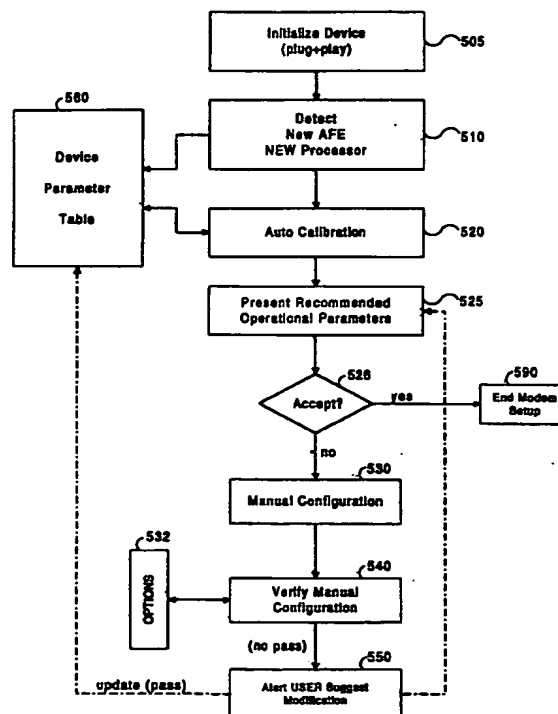 Initialize Device
(plug+play)
505
560
Device
Parameter
Table
Detect
New AFE
NEW Processor
510
Auto Calibration
520
Present Recommended
Operational Parameters
525
526
Accept?
yes
590
End Modem
Setup
no
530
Manual Configuration
532
OPTIONS
540
Verify Manual
Configuration
(no pass)
550
update (pass)
Alert USER Suggest
Modification